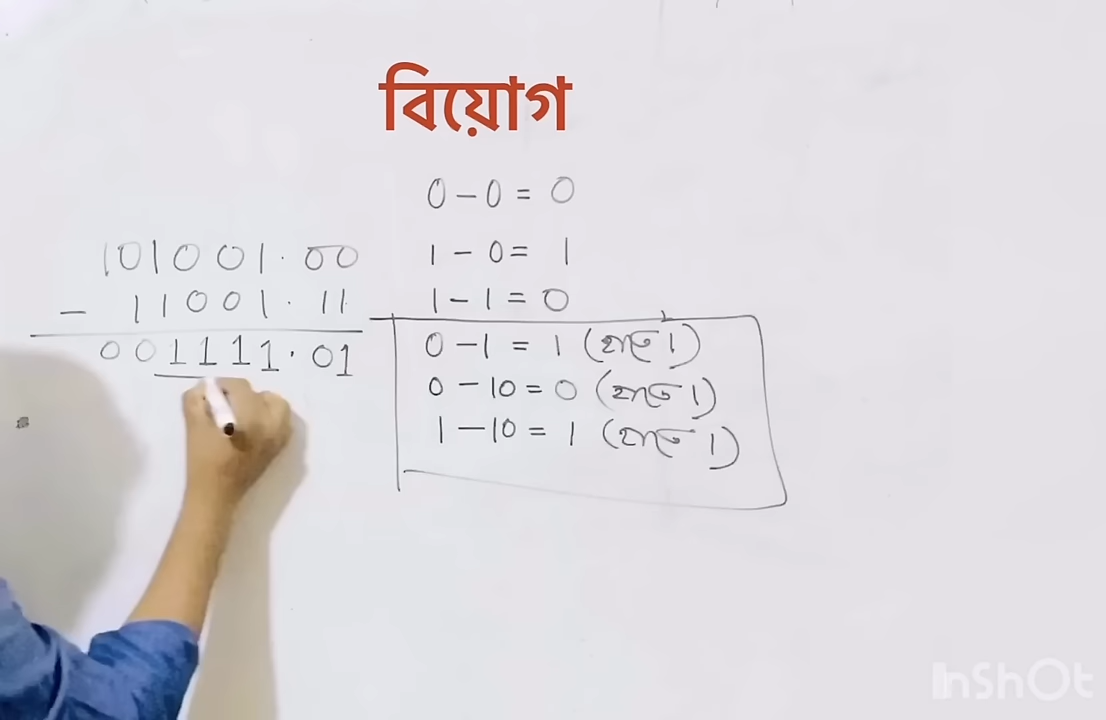 বিয়োগ
0 - 0 = 0
1 - 0 = 1
1 - 1 = 0
0 - 1 = 1 (হাতে 1)
0 - 10 = 0 (হাতে 1)
1 - 10 = 1 (হাতে 1)
101001.00
- 11001.11
001111.01
InShOt